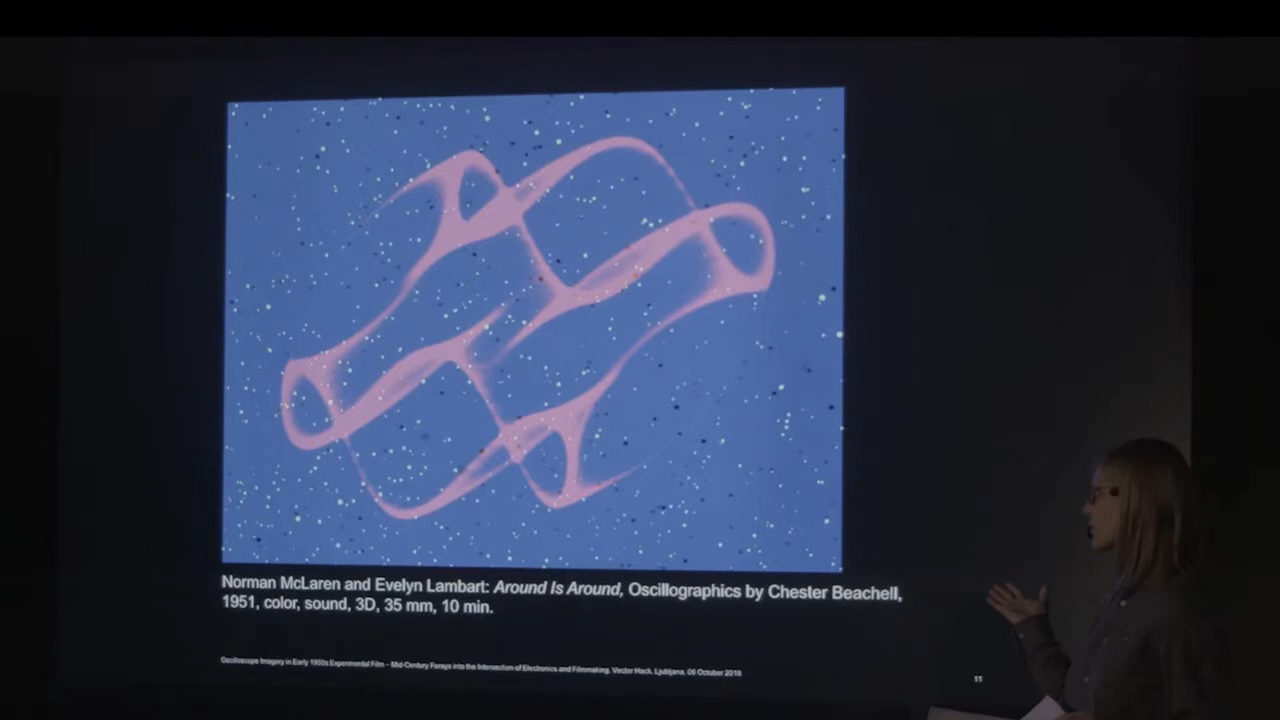 Norman McLaren and Evelyn Lambart: Around Is Around, Oscillographics by Chester Beachell,
1951, color, sound, 3D, 35 mm, 10 min.
Oscilloscope Imagery in Early 1950s Experimental Film – Mid-Century Forays into the Intersection of Electronics and Filmmaking. Vector Hack. Ljubljana. 06 October 2018
11